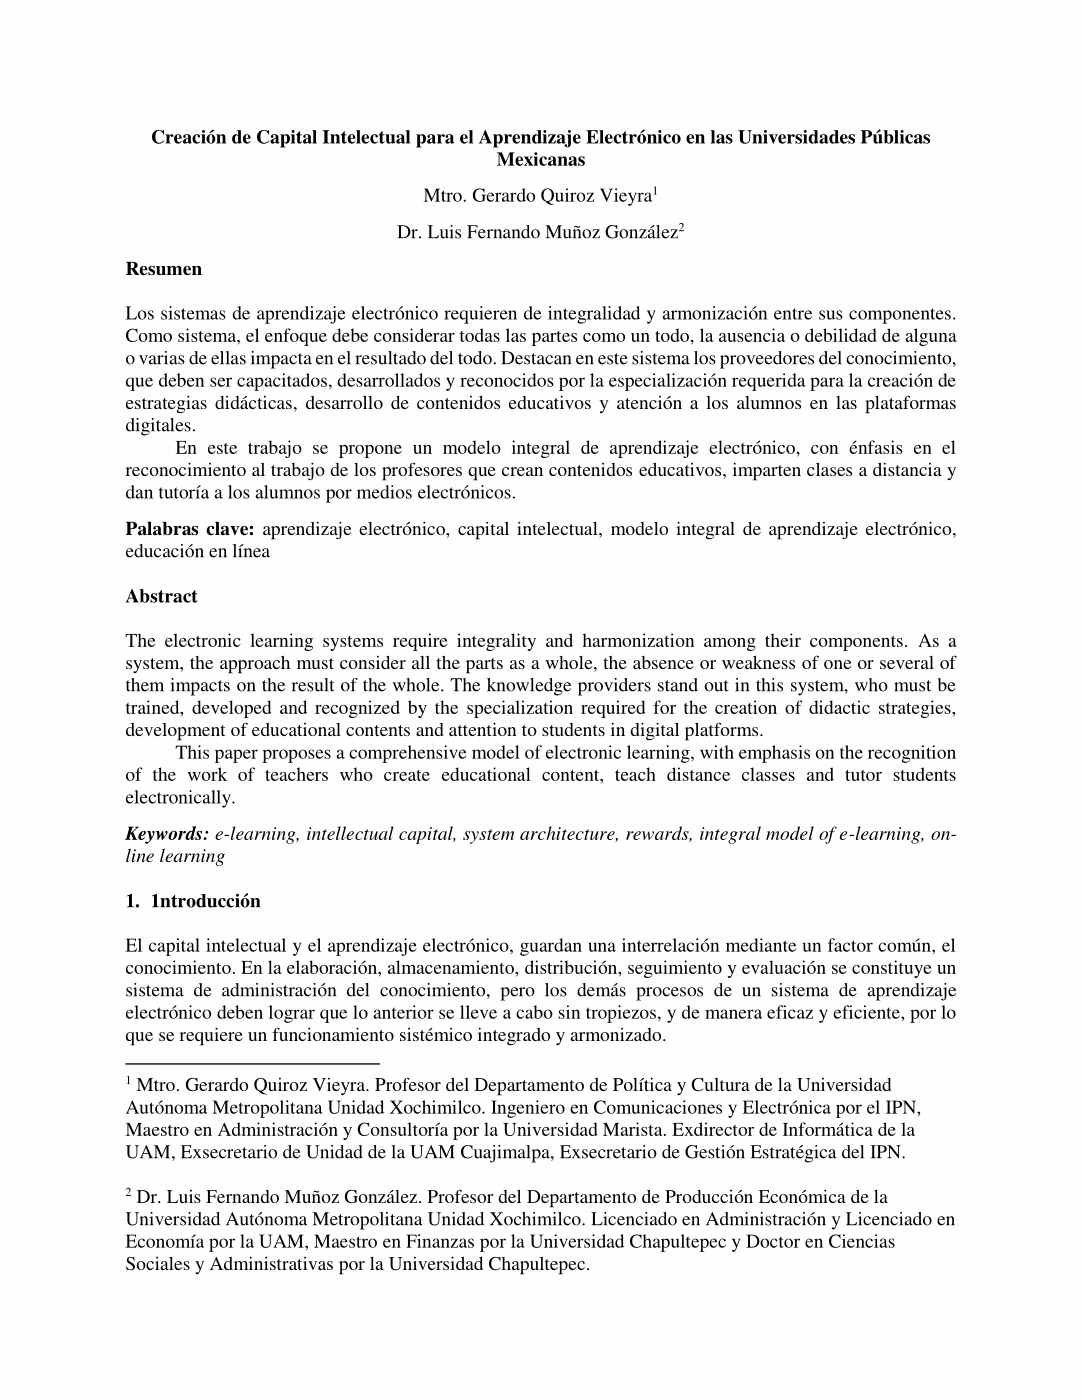 Creación de Capital Intelectual para el Aprendizaje Electrónico en las Universidades Públicas
Mexicanas
Mtro. Gerardo Quiroz Vieyra1
Dr. Luis Fernando Muñoz González2
Resumen
Los sistemas de aprendizaje electrónico requieren de integralidad y armonización entre sus componentes.
Como sistema, el enfoque debe considerar todas las partes como un todo, la ausencia o debilidad de alguna
o varias de ellas impacta en el resultado del todo. Destacan en este sistema los proveedores del conocimiento,
que deben ser capacitados, desarrollados y reconocidos por la especialización requerida para la creación de
estrategias didácticas, desarrollo de contenidos educativos y atención a los alumnos en las plataformas
digitales.
En este trabajo se propone un modelo integral de aprendizaje electrónico, con énfasis en el
reconocimiento al trabajo de los profesores que crean contenidos educativos, imparten clases a distancia y
dan tutoría a los alumnos por medios electrónicos.
Palabras clave: aprendizaje electrónico, capital intelectual, modelo integral de aprendizaje electrónico,
educación en línea
Abstract
The electronic learning systems require integrality and harmonization among their components. As a
system, the approach must consider all the parts as a whole, the absence or weakness of one or several of
them impacts on the result of the whole. The knowledge providers stand out in this system, who must be
trained, developed and recognized by the specialization required for the creation of didactic strategies,
development of educational contents and attention to students in digital platforms.
This paper proposes a comprehensive model of electronic learning, with emphasis on the recognition
of the work of teachers who create educational content, teach distance classes and tutor students
electronically.
Keywords: e-learning, intellectual capital, system architecture, rewards, integral model of e-learning, on-
line learning
1. 1ntroducción
El capital intelectual y el aprendizaje electrónico, guardan una interrelación mediante un factor común, el
conocimiento. En la elaboración, almacenamiento, distribución, seguimiento y evaluación se constituye un
sistema de administración del conocimiento, pero los demás procesos de un sistema de aprendizaje
electrónico deben lograr que lo anterior se lleve a cabo sin tropiezos, y de manera eficaz y eficiente, por lo
que se requiere un funcionamiento sistémico integrado y armonizado.
1 Mtro. Gerardo Quiroz Vieyra. Profesor del Departamento de Política y Cultura de la Universidad
Autónoma Metropolitana Unidad Xochimilco. Ingeniero en Comunicaciones y Electrónica por el IPN,
Maestro en Administración y Consultoría por la Universidad Marista. Exdirector de Informática de la
UAM, Exsecretario de Unidad de la UAM Cuajimalpa, Exsecretario de Gestión Estratégica del IPN.
2 Dr. Luis Fernando Muñoz González. Profesor del Departamento de Producción Económica de la
Universidad Autónoma Metropolitana Unidad Xochimilco. Licenciado en Administración y Licenciado en
Economía por la UAM, Maestro en Finanzas por la Universidad Chapultepec y Doctor en Ciencias
Sociales y Administrativas por la Universidad Chapultepec.